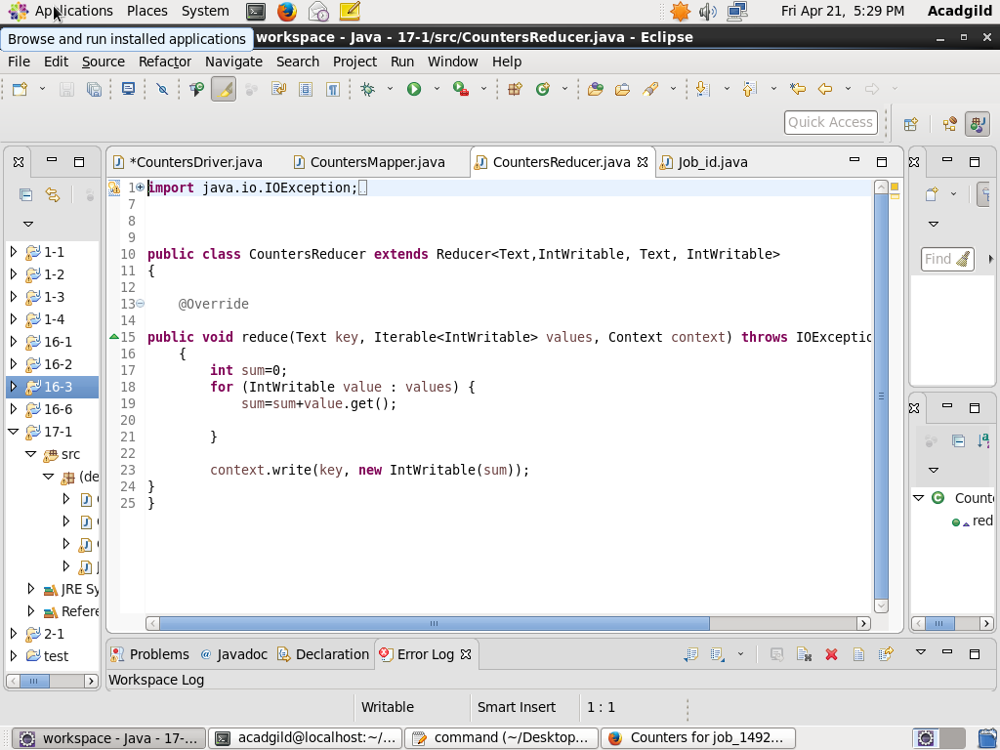 Applications Places System Fri Apr 21, 5:29 PM Acadgild
Browse and run installed applications
workspace - Java - 17-1/src/CountersReducer.java - Eclipse
File Edit Source Refactor Navigate Search Project Run Window Help
Quick Access
*CountersDriver.java CountersMapper.java CountersReducer.java Job_id.java
1 import java.io.IOException;
7
8
9
10 public class CountersReducer extends Reducer<Text,IntWritable, Text, IntWritable>
11 {
12
13 @Override
14
15 public void reduce(Text key, Iterable<IntWritable> values, Context context) throws IOExceptio
16 {
17 int sum=0;
18 for (IntWritable value : values) {
19 sum=sum+value.get();
20
21 }
22
23 context.write(key, new IntWritable(sum));
24 }
25 }
1-1
1-2
1-3
1-4
16-1
16-2
16-3
16-6
17-1
src
(de
JRE Sy
Refere
2-1
test
Find
Counte
red
Problems Javadoc Declaration Error Log
Workspace Log
Writable Smart Insert 1 : 1
workspace - Java - 17-... acadgild@localhost:~/... command (~/Desktop... Counters for job_1492...